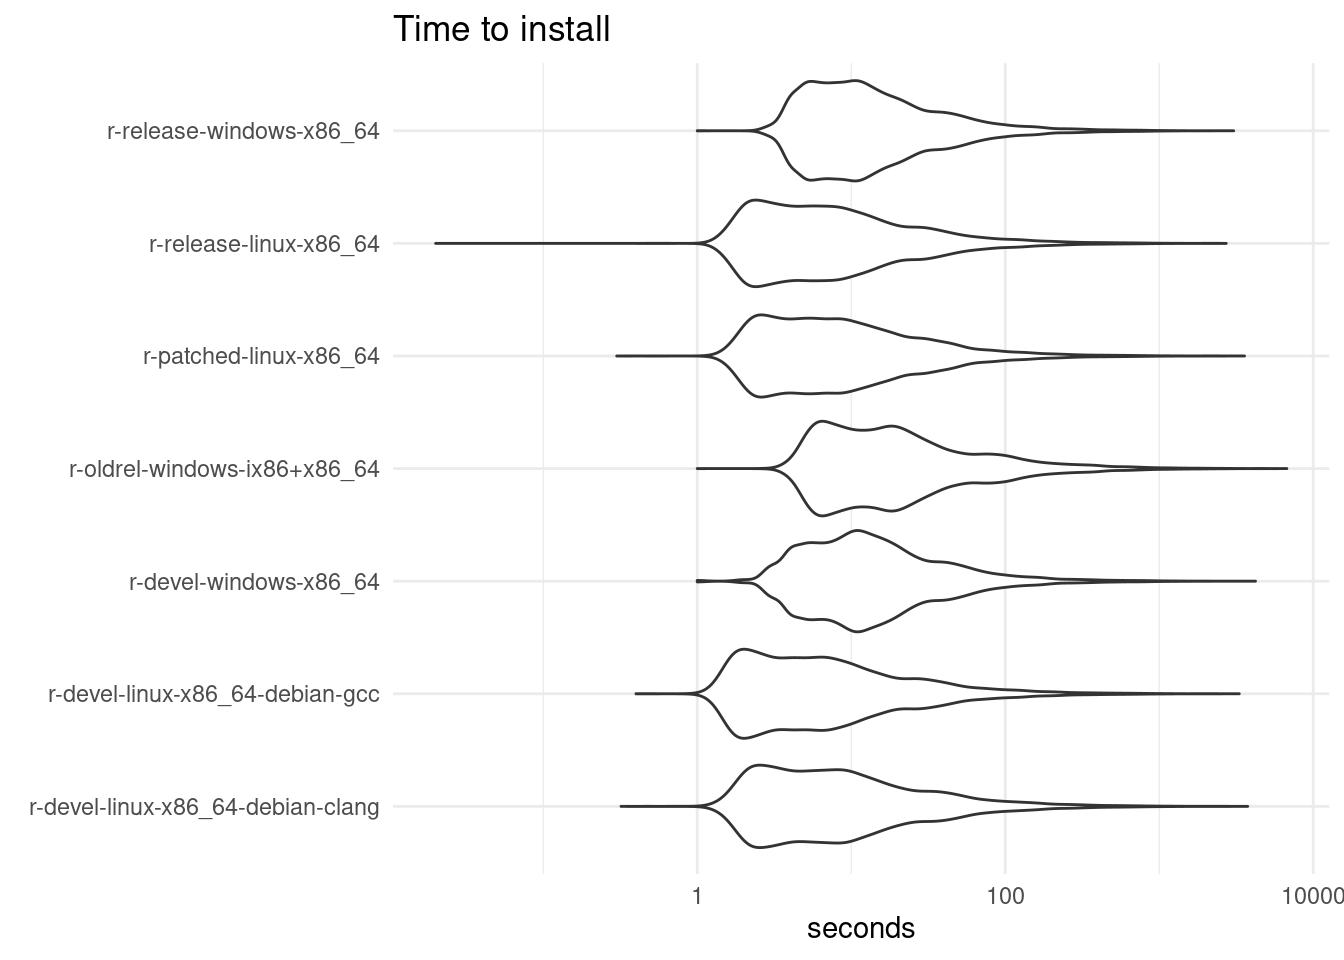 Time to install
r-release-windows-x86_64
r-release-linux-x86_64
r-patched-linux-x86_64
r-oldrel-windows-ix86+x86_64
r-devel-windows-x86_64
r-devel-linux-x86_64-debian-gcc
r-devel-linux-x86_64-debian-clang
1 100 10000
seconds